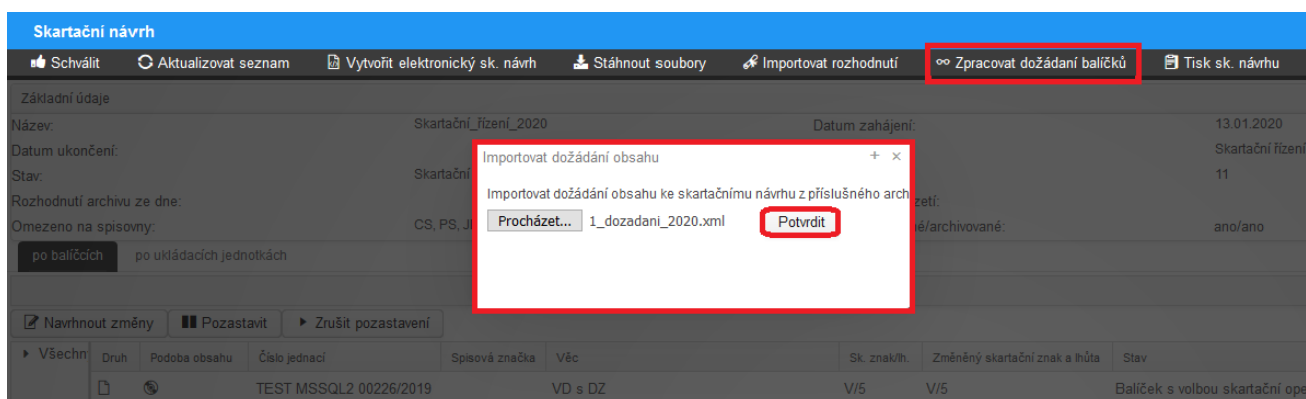 Skartační návrh
Schválit Aktualizovat seznam Vytvořit elektronický sk. návrh Stáhnout soubory Importovat rozhodnutí Zpracovat dožádaní balíčků Tisk sk. návrhu
Základní údaje
Název: Skartační_řízení_2020 Datum zahájení: 13.01.2020
Datum ukončení: Skartační řízení
Stav: Skartační 11
Rozhodnutí archivu ze dne: zetí:
Omezeno na spisovny: CS, PS, é/archivované: ano/ano
Importovat dožádání obsahu
Importovat dožádání obsahu ke skartačnímu návrhu z příslušného arch
Procházet... 1_dozadani_2020.xml Potvrdit
po balíčcích po ukládacích jednotkách
Navrhnout změny Pozastavit Zrušit pozastavení
Všechn Druh Podoba obsahu Číslo jednací Spisová značka Věc Sk. znak/lh. Změněný skartační znak a lhůta Stav
TEST MSSQL2 00226/2019 VD s DZ V/5 V/5 Balíček s volbou skartační ope